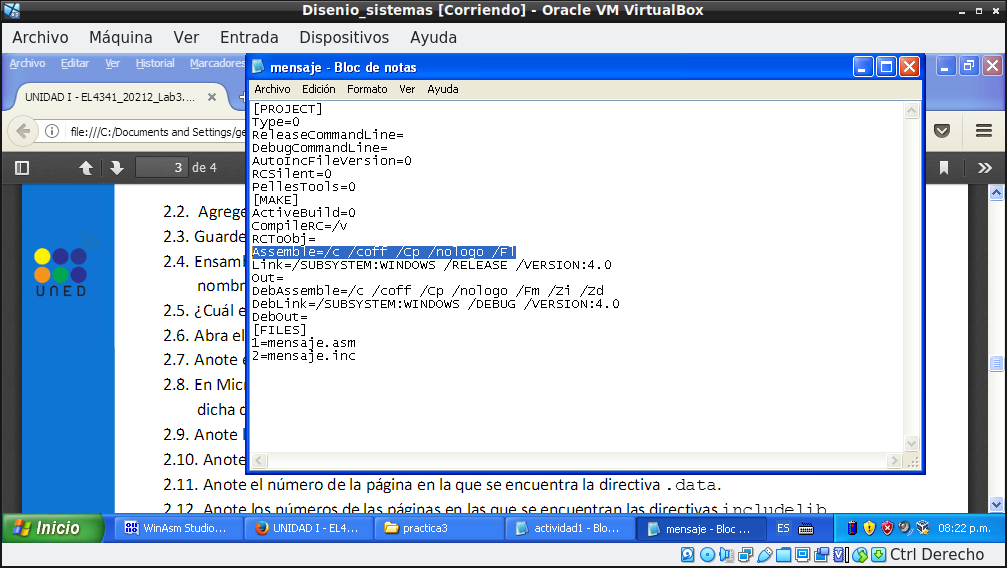 Disenio_sistemas [Corriendo] - Oracle VM VirtualBox
Archivo Máquina Ver Entrada Dispositivos Ayuda
Archivo Editar Ver Historial Marcadores
mensaje - Bloc de notas
UNIDAD I - EL4341_20212_Lab3....
Archivo Edición Formato Ver Ayuda
file:///C:/Documents and Settings/ge
3 de 4
[PROJECT]
Type=0
ReleaseCommandLine=
DebugCommandLine=
AutoIncFileVersion=0
RCSilent=0
PellesTools=0
[MAKE]
ActiveBuild=0
CompileRC=/v
RCToObj=
Assemble=/c /coff /Cp /nologo /Fl
Link=/SUBSYSTEM:WINDOWS /RELEASE /VERSION:4.0
Out=
DebAssemble=/c /coff /Cp /nologo /Fm /Zi /Zd
DebLink=/SUBSYSTEM:WINDOWS /DEBUG /VERSION:4.0
DebOut=
[FILES]
1=mensaje.asm
2=mensaje.inc
UNED
2.2. Agrege
2.3. Guarde
2.4. Ensamb
nombr
2.5. ¿Cuál e
2.6. Abra el
2.7. Anote e
2.8. En Micr
dicha d
2.9. Anote
2.10. Anote
2.11. Anote el número de la página en la que se encuentra la directiva .data.
2.12. Anote los números de las páginas en las que se encuentran las directivas includelib
Inicio
WinAsm Studio...
UNIDAD I - EL4...
practica3
actividad1 - Blo...
mensaje - Bloc ...
ES
08:22 p.m.
Ctrl Derecho